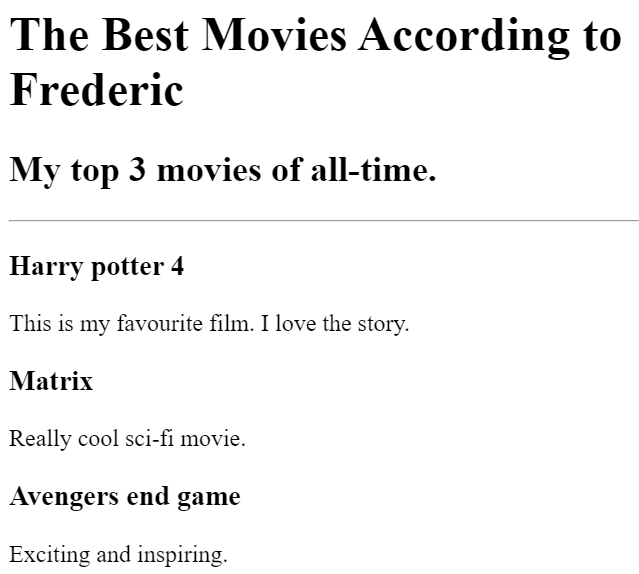 The Best Movies According to
Frederic
My top 3 movies of all-time.
Harry potter 4
This is my favourite film. I love the story.
Matrix
Really cool sci-fi movie.
Avengers end game
Exciting and inspiring.